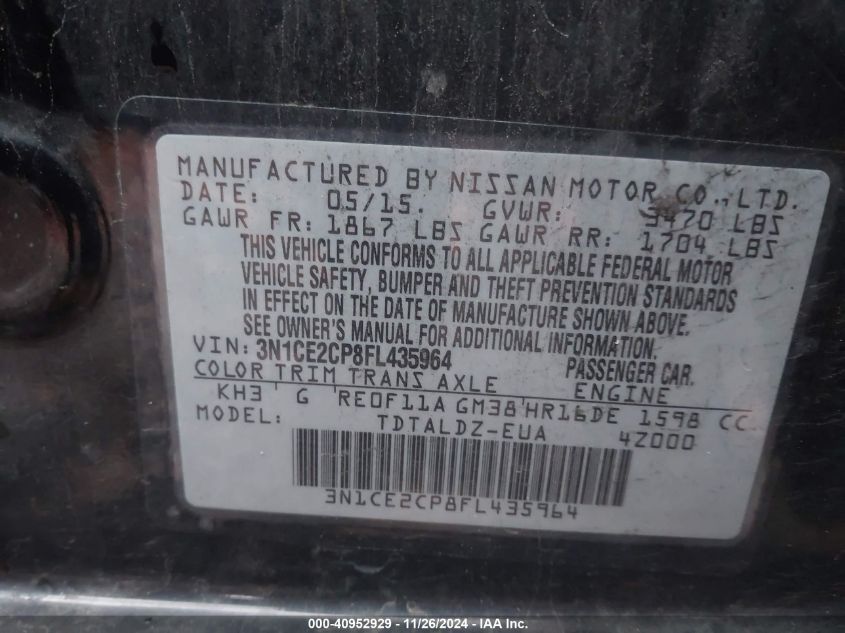 MANUFACTURED BY NISSAN MOTOR CO., LTD.
DATE: 05/15. GVWR: 3470 LBS
GAWR FR: 1867 LBS GAWR RR: 1704 LBS
THIS VEHICLE CONFORMS TO ALL APPLICABLE FEDERAL MOTOR
VEHICLE SAFETY, BUMPER AND THEFT PREVENTION STANDARDS
IN EFFECT ON THE DATE OF MANUFACTURE SHOWN ABOVE.
SEE OWNER'S MANUAL FOR ADDITIONAL INFORMATION.
VIN: 3N1CE2CP8FL435964 PASSENGER CAR.
COLOR TRIM TRANS AXLE ENGINE
KH3 G RE0F11A GM38 HR16DE 1598 CC
MODEL: TDTALDZ-EUA 4Z000
3N1CE2CP8FL435964
000-40952929 - 11/26/2024 - IAA, Inc.